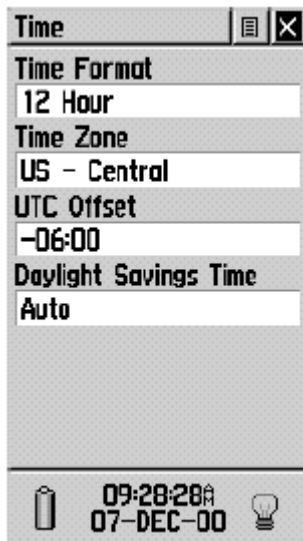 Time
Time Format
12 Hour
Time Zone
US - Central
UTC Offset
-06:00
Daylight Savings Time
Auto
09:28:28AM
07-DEC-00